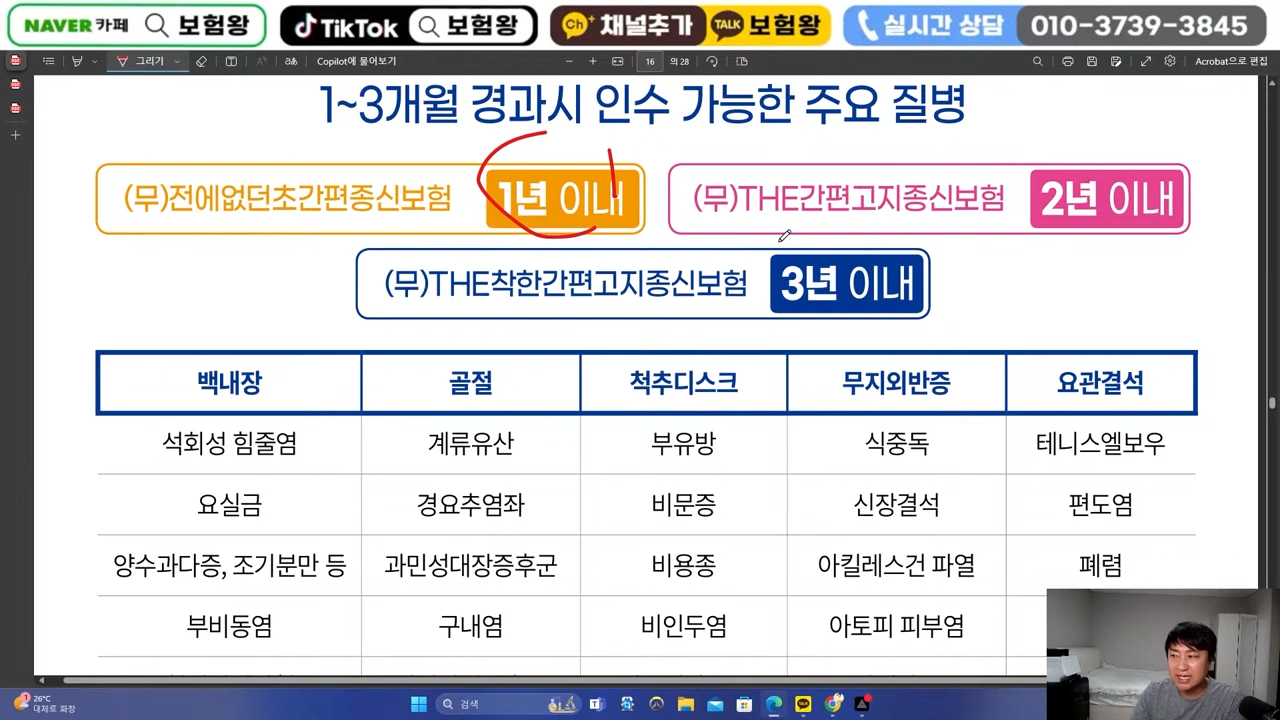 NAVER 카페 보험왕 TikTok 보험왕 Ch+ 채널추가 TALK 보험왕 실시간 상담 010-3739-3845
그리기 Copilot에 물어보기 16 의 28 Acrobat으로 편집
1~3개월 경과시 인수 가능한 주요 질병
(무)전에없던초간편종신보험 1년 이내 (무)THE간편고지종신보험 2년 이내
(무)THE착한간편고지종신보험 3년 이내
백내장 골절 척추디스크 무지외반증 요관결석
석회성 힘줄염 계류유산 부유방 식중독 테니스엘보우
요실금 경요추염좌 비문증 신장결석 편도염
양수과다증, 조기분만 등 과민성대장증후군 비용종 아킬레스건 파열 폐렴
부비동염 구내염 비인두염 아토피 피부염
1 26°C 검색
대체로 화창